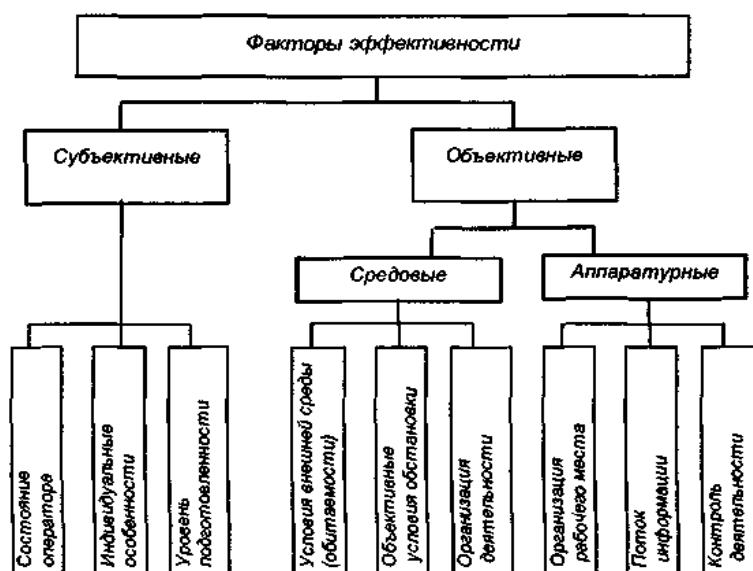 Факторы эффективности
Субъективные
Объективные
Средовые
Аппаратурные
Состояние
оператора
Индивидуальные
особенности
Уровень
подготовленности
Условия внешней среды
(обитаемости)
Объективные
условия обстановки
Организация
деятельности
Организация
рабочего места
Поток
информации
Контроль
деятельности